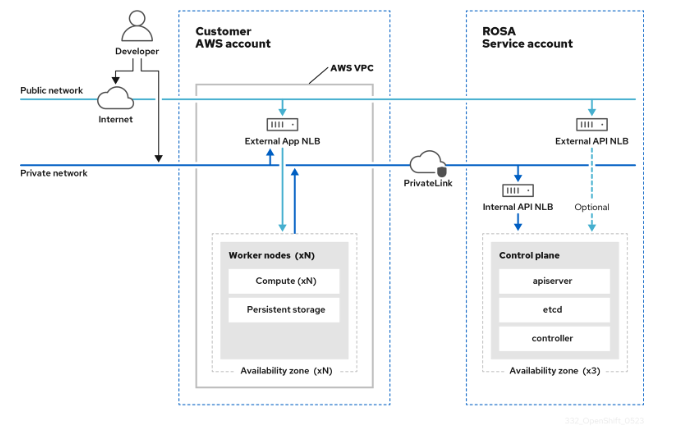 Developer
Customer
AWS account
ROSA
Service account
AWS VPC
Public network
Internet
External App NLB
External API NLB
Private network
PrivateLink
Internal API NLB
Optional
Worker nodes (xN)
Compute (xN)
Persistent storage
Availability zone (xN)
Control plane
apiserver
etcd
controller
Availability zone (x3)